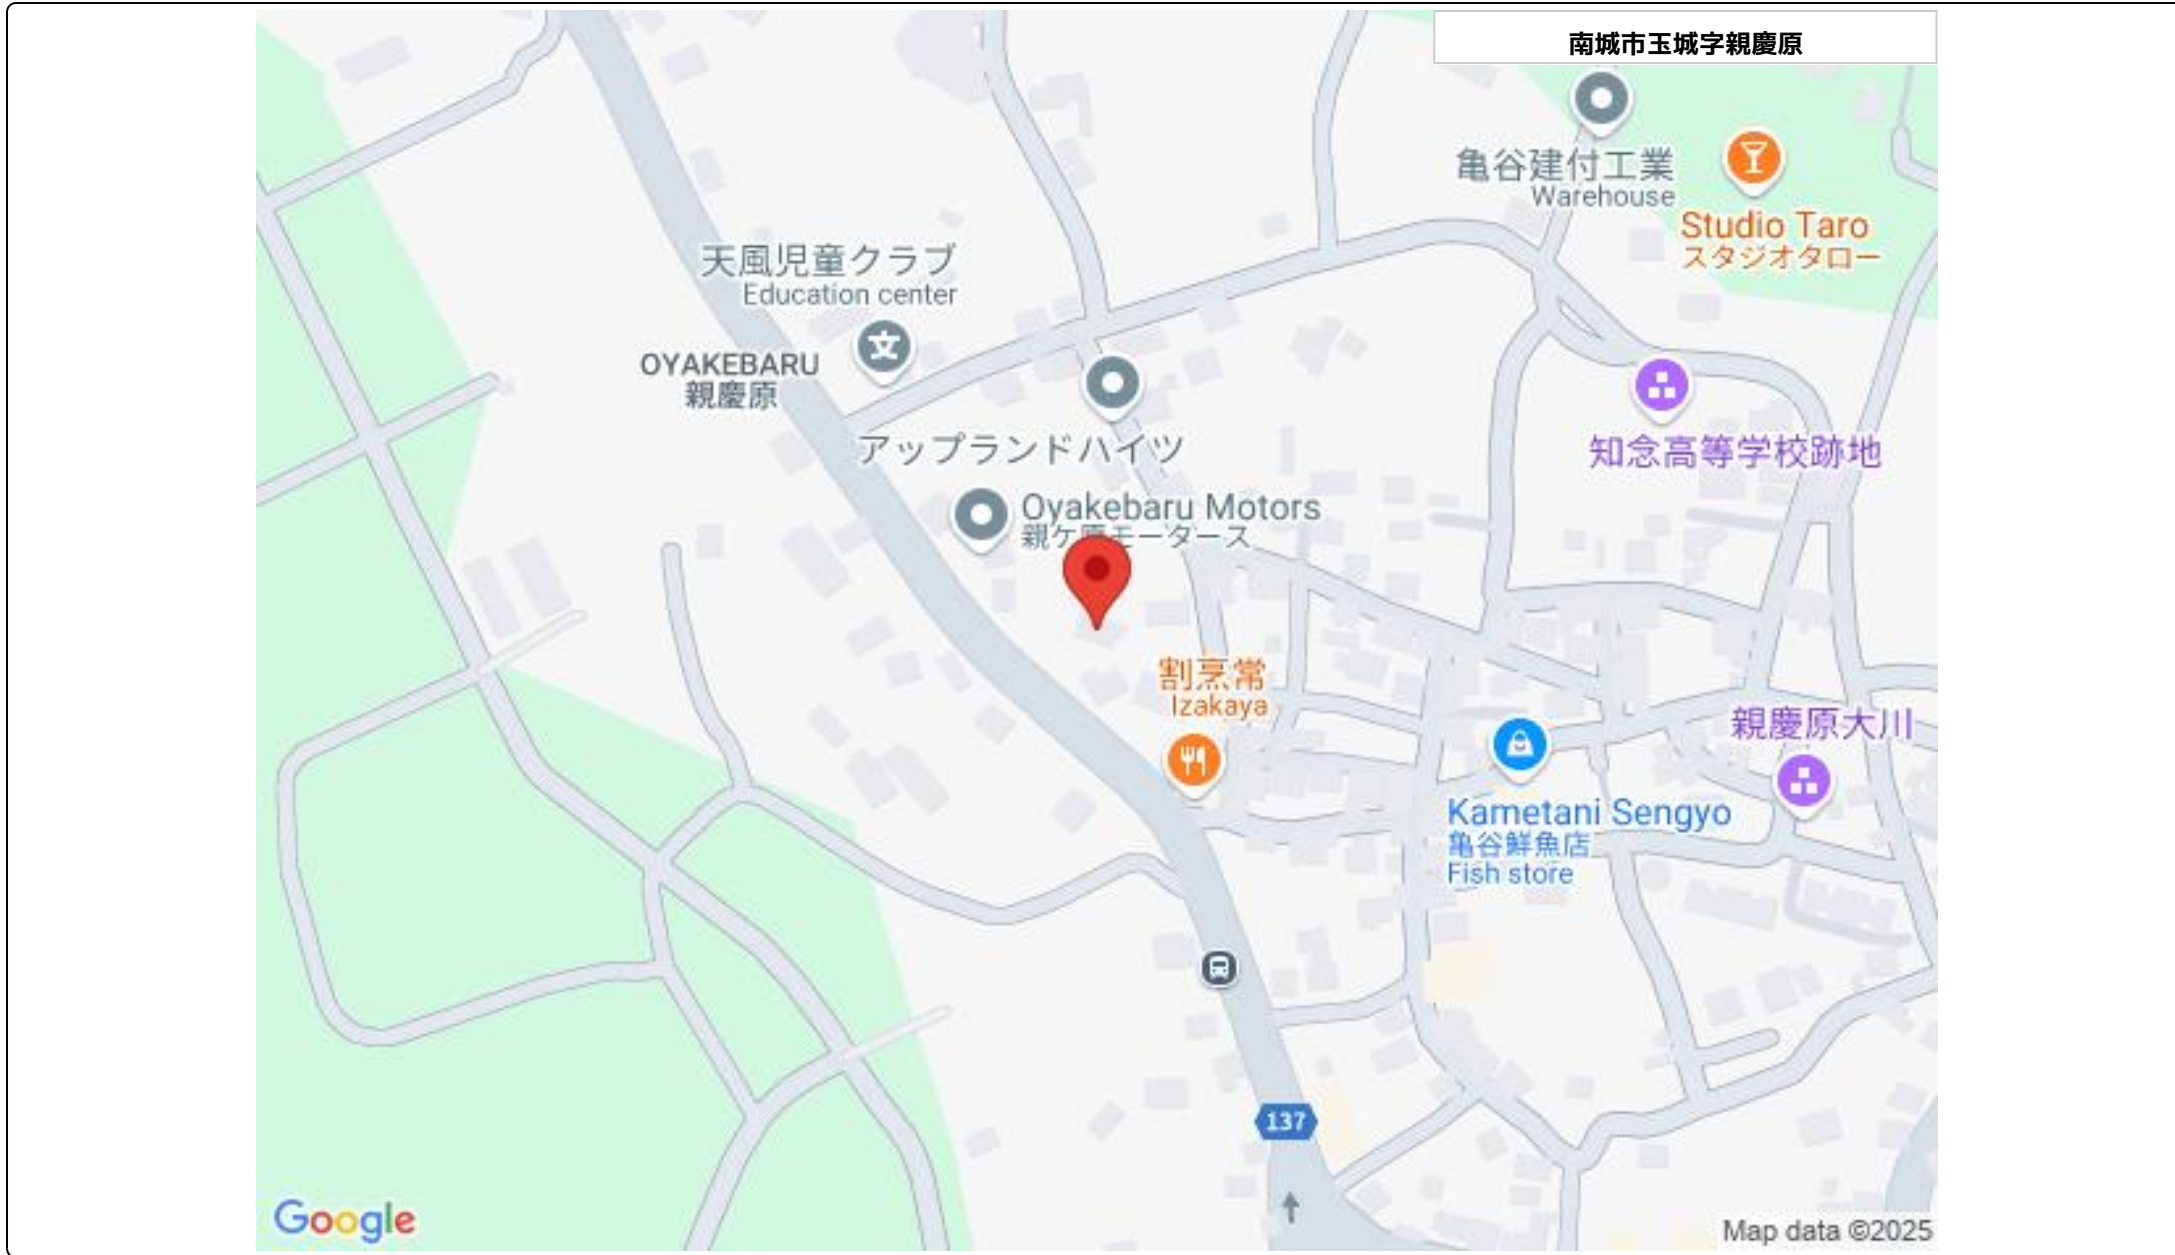 南城市玉城字親慶原
亀谷建付工業
Warehouse
Studio Taro
スタジオタロー
天風児童クラブ
Education center
OYAKEBARU
親慶原
知念高等学校跡地
アップランドハイツ
Oyakebaru Motors
親ケ原モータース
割烹常
Izakaya
親慶原大川
Kametani Sengyo
亀谷鮮魚店
Fish store
137
Google
Map data ©2025